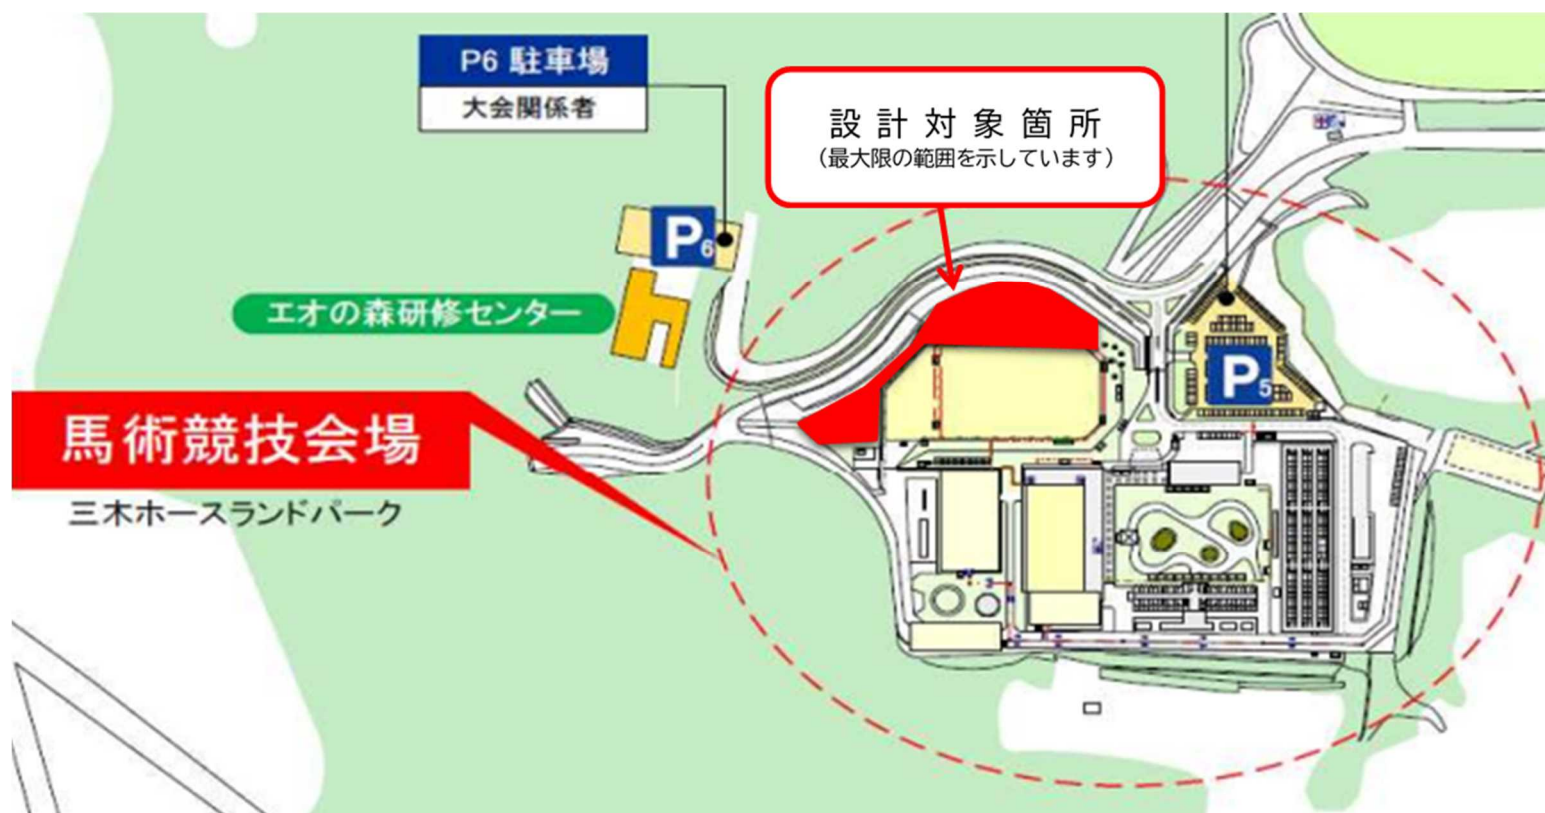 P6 駐車場
大会関係者
設計対象箇所
（最大限の範囲を示しています）
P6
エオの森研修センター
P5
馬術競技会場
三木ホースランドパーク